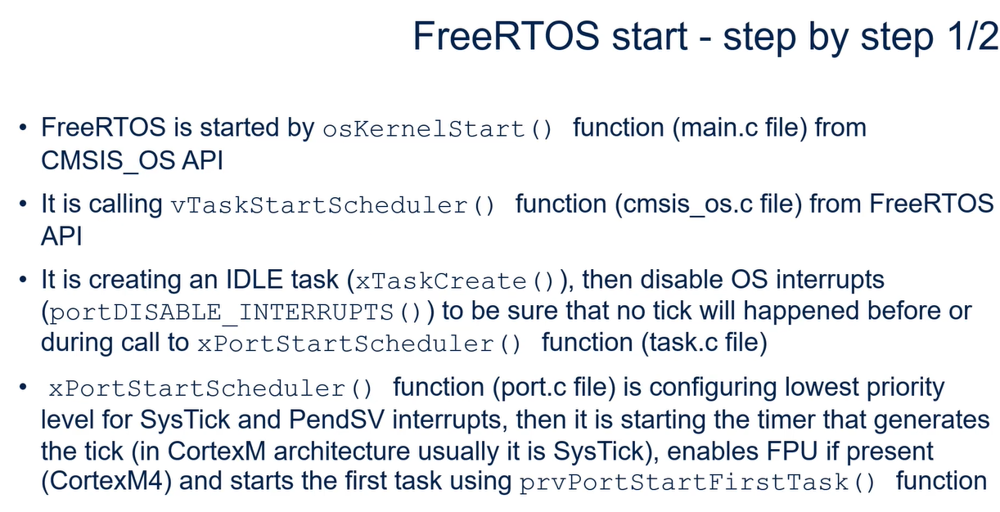 FreeRTOS start - step by step 1/2
• FreeRTOS is started by osKernelStart() function (main.c file) from
CMSIS_OS API
• It is calling vTaskStartScheduler() function (cmsis_os.c file) from FreeRTOS
API
• It is creating an IDLE task (xTaskCreate()), then disable OS interrupts
(portDISABLE_INTERRUPTS()) to be sure that no tick will happened before or
during call to xPortStartScheduler() function (task.c file)
• xPortStartScheduler() function (port.c file) is configuring lowest priority
level for SysTick and PendSV interrupts, then it is starting the timer that generates
the tick (in CortexM architecture usually it is SysTick), enables FPU if present
(CortexM4) and starts the first task using prvPortStartFirstTask() function